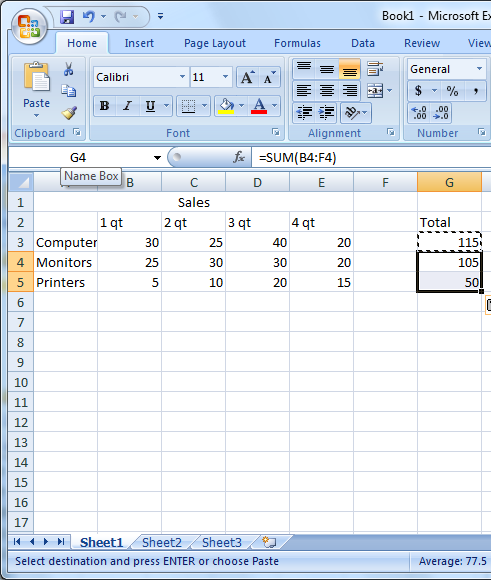 Book1 - Microsoft Ex
Home Insert Page Layout Formulas Data Review View
Calibri 11 A A General
Paste B I U A $ % ,
.00 .0
Clipboard Font Alignment Number
G4 fx =SUM(B4:F4)
Name Box
A B C D E F G
1 Sales
2 1 qt 2 qt 3 qt 4 qt Total
3 Computer 30 25 40 20 115
4 Monitors 25 30 30 20 105
5 Printers 5 10 20 15 50
6
7
8
9
10
11
12
13
14
15
16
17
Sheet1 Sheet2 Sheet3
Select destination and press ENTER or choose Paste Average: 77.5